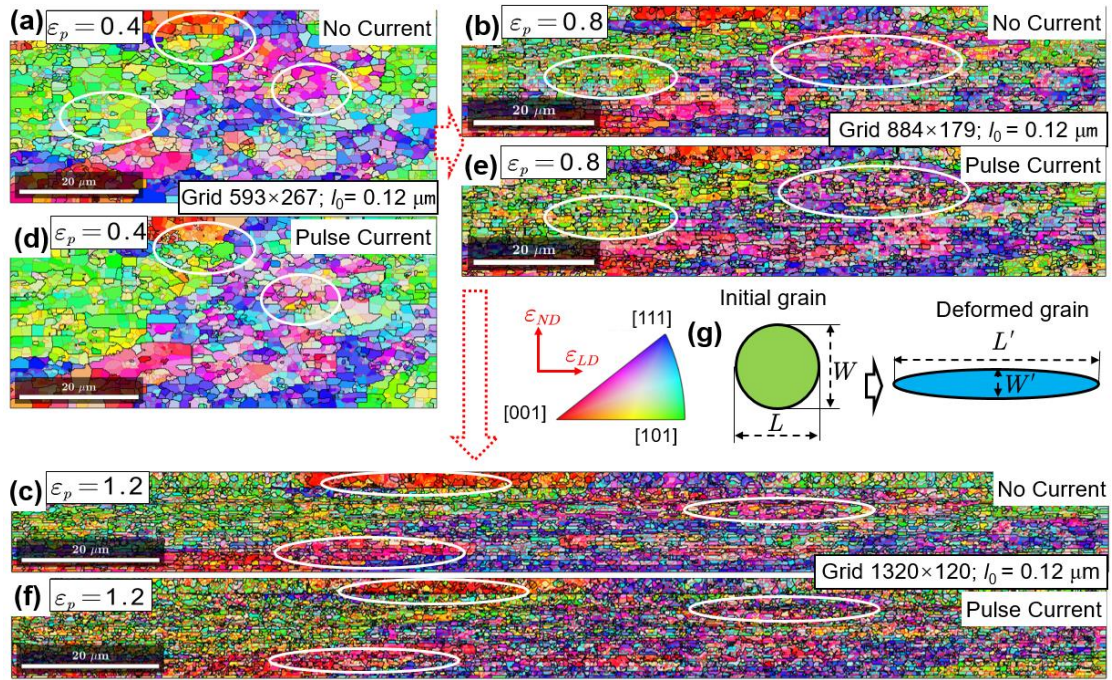 (a)
εₚ = 0.4
No Current
20 μm
Grid 593×267; l₀= 0.12 μm
(b)
εₚ = 0.8
No Current
20 μm
Grid 884×179; l₀ = 0.12 μm
(e)
εₚ = 0.8
Pulse Current
20 μm
(d)
εₚ = 0.4
Pulse Current
20 μm
ε_ND
ε_LD
[111]
[001]
[101]
(g)
Initial grain
W
L
Deformed grain
L′
W′
(c)
εₚ = 1.2
No Current
20 μm
Grid 1320×120; l₀ = 0.12 μm
(f)
εₚ = 1.2
Pulse Current
20 μm